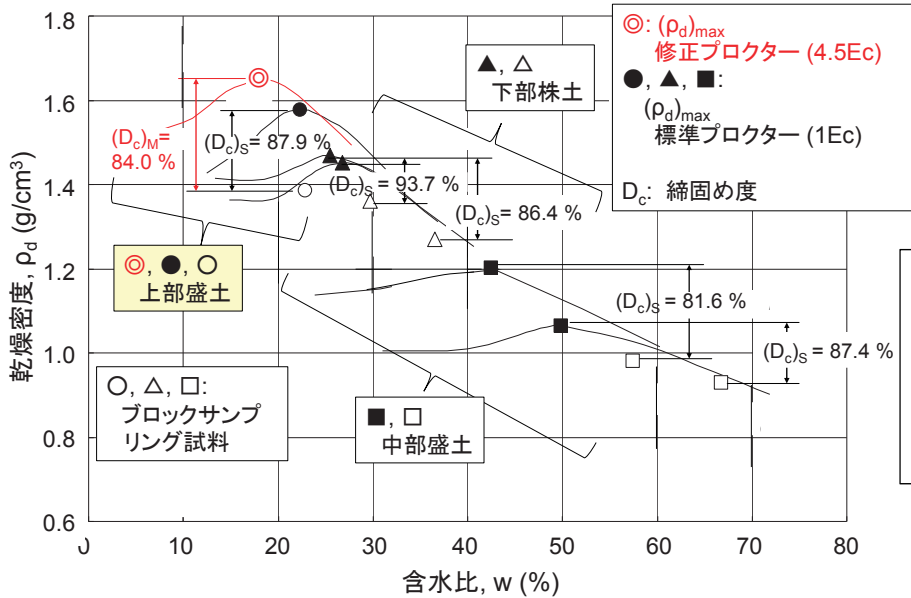 1.8
1.6
1.4
1.2
1.0
0.8
0.6
0
10
20
30
40
50
60
70
80
乾燥密度, ρd (g/cm³)
含水比, w (%)
◎: (ρd)max
修正プロクター (4.5Ec)
●, ▲, ■:
(ρd)max
標準プロクター (1Ec)
Dc: 締固め度
▲, △
下部株土
(Dc)M=
84.0 %
(Dc)S = 87.9 %
(Dc)S = 93.7 %
(Dc)S = 86.4 %
(Dc)S = 81.6 %
(Dc)S = 87.4 %
◎, ●, ○
上部盛土
○, △, □:
ブロックサンプ
リング試料
■, □
中部盛土